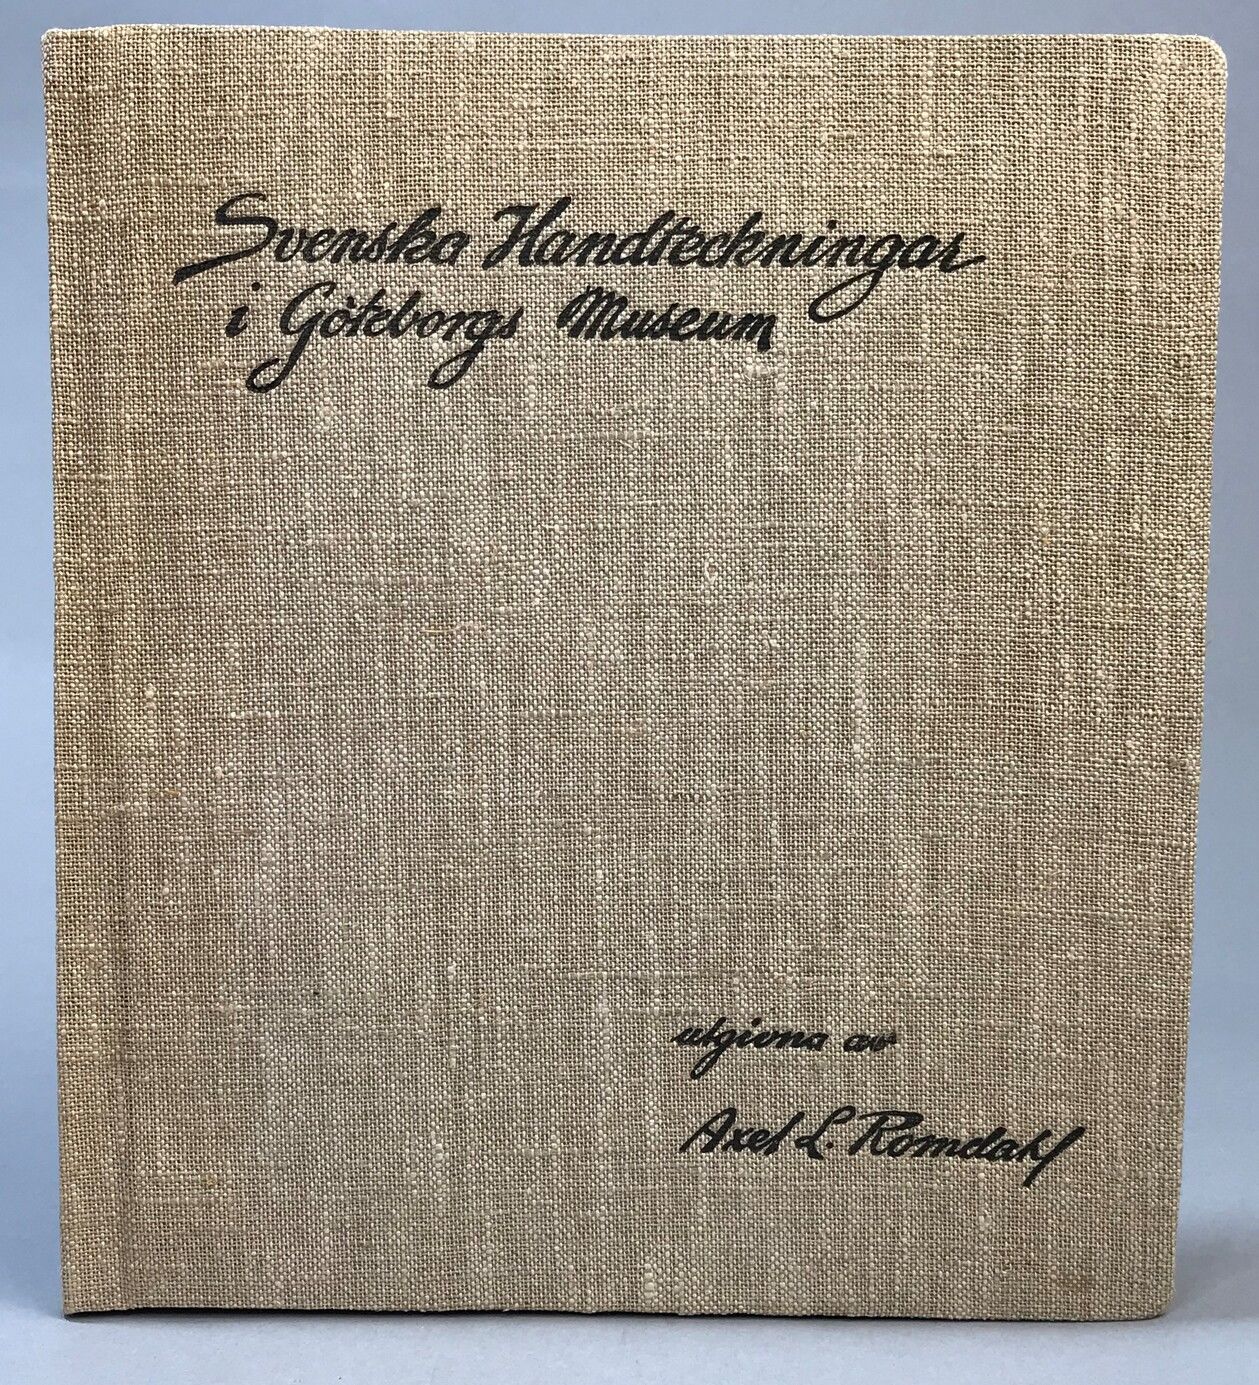 Svenska Handteckningar
i Göteborgs Museum
utgivna av
Axel L. Romdahl